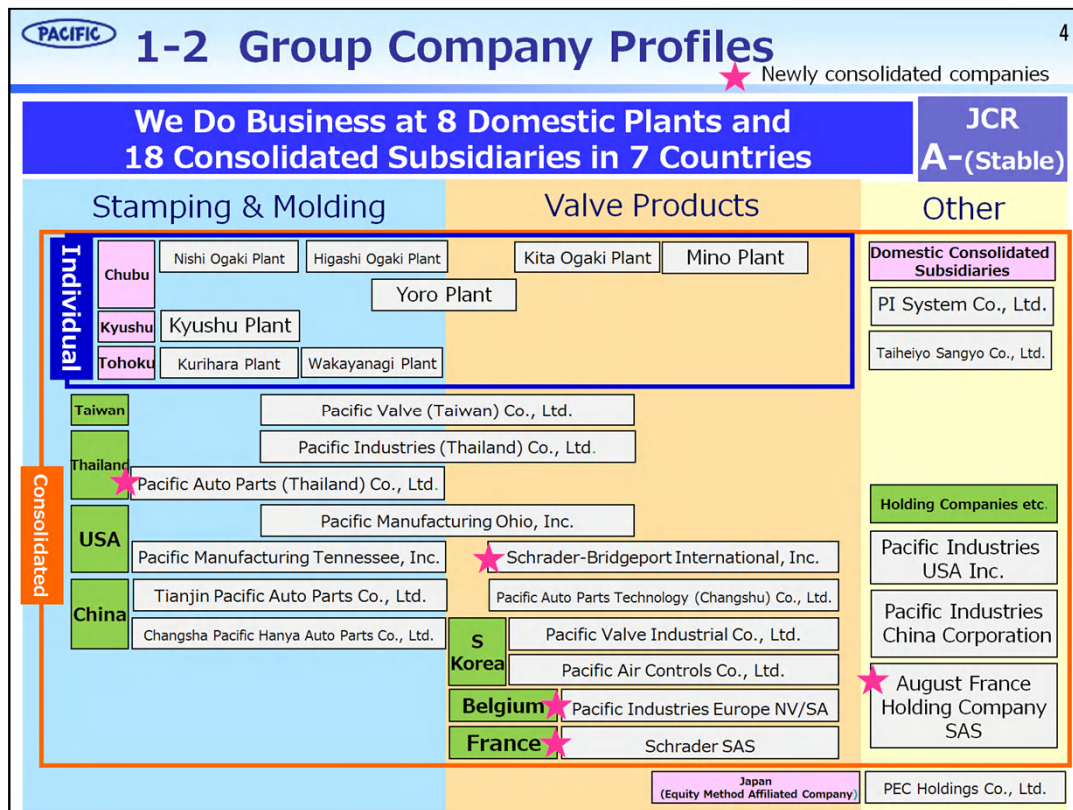 PACIFIC
1-2 Group Company Profiles
4
Newly consolidated companies
We Do Business at 8 Domestic Plants and
18 Consolidated Subsidiaries in 7 Countries
JCR
A-(Stable)
Stamping & Molding
Valve Products
Other
Individual
Chubu
Nishi Ogaki Plant
Higashi Ogaki Plant
Kita Ogaki Plant
Mino Plant
Yoro Plant
Kyushu
Kyushu Plant
Tohoku
Kurihara Plant
Wakayanagi Plant
Domestic Consolidated
Subsidiaries
PI System Co., Ltd.
Taiheiyo Sangyo Co., Ltd.
Consolidated
Taiwan
Pacific Valve (Taiwan) Co., Ltd.
Thailand
Pacific Industries (Thailand) Co., Ltd.
Pacific Auto Parts (Thailand) Co., Ltd.
USA
Pacific Manufacturing Ohio, Inc.
Pacific Manufacturing Tennessee, Inc.
Schrader-Bridgeport International, Inc.
China
Tianjin Pacific Auto Parts Co., Ltd.
Pacific Auto Parts Technology (Changshu) Co., Ltd.
Changsha Pacific Hanya Auto Parts Co., Ltd.
S
Korea
Pacific Valve Industrial Co., Ltd.
Pacific Air Controls Co., Ltd.
Belgium
Pacific Industries Europe NV/SA
France
Schrader SAS
Holding Companies etc.
Pacific Industries
USA Inc.
Pacific Industries
China Corporation
August France
Holding Company
SAS
Japan
(Equity Method Affiliated Company)
PEC Holdings Co., Ltd.